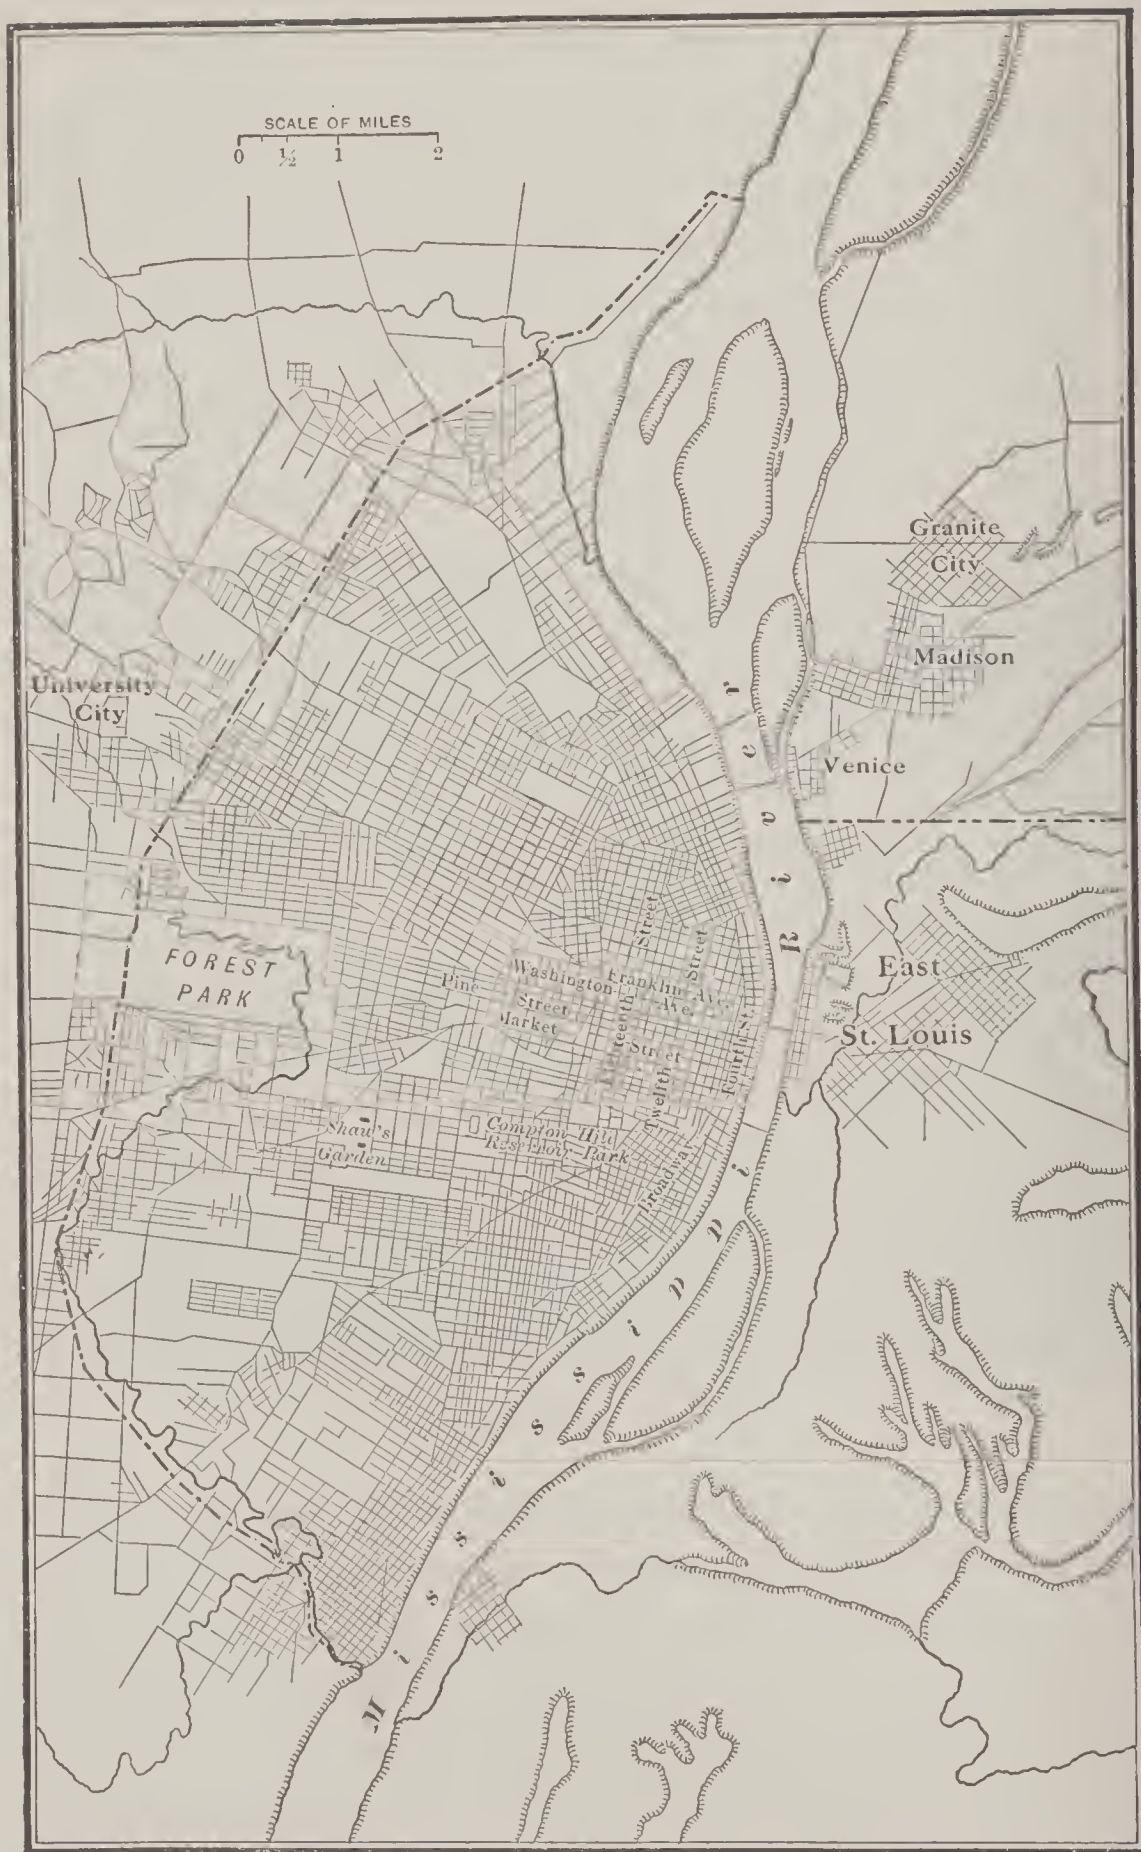 SCALE OF MILES
0 ½ 1 2
Granite
City
Madison
University
City
Venice
River
FOREST
PARK
Street
Street
Washington
Ave.
Franklin Ave.
Pine
Street
Market
Street
Eighteenth
Twelfth
Fourth St.
East
St. Louis
Shaw's
Garden
Compton Hill
Reservoir Park
Broadway
Mississippi